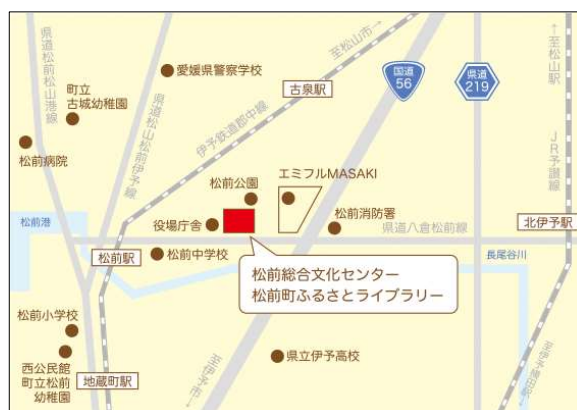 県道松前松山港線
愛媛県警察学校
至松山市→
国道
56
県道
219
←至松山駅
町立
古城幼稚園
古泉駅
県道松山松前伊予線
伊予鉄道郡中線
JR予讃線
松前病院
エミフルMASAKI
松前公園
松前港
役場庁舎
松前消防署
県道八倉松前線
北伊予駅
松前駅
松前中学校
長尾谷川
松前総合文化センター
松前町ふるさとライブラリー
松前小学校
西公民館
町立松前
幼稚園
地蔵町駅
県立伊予高校
←至伊予市
至伊予横田駅→